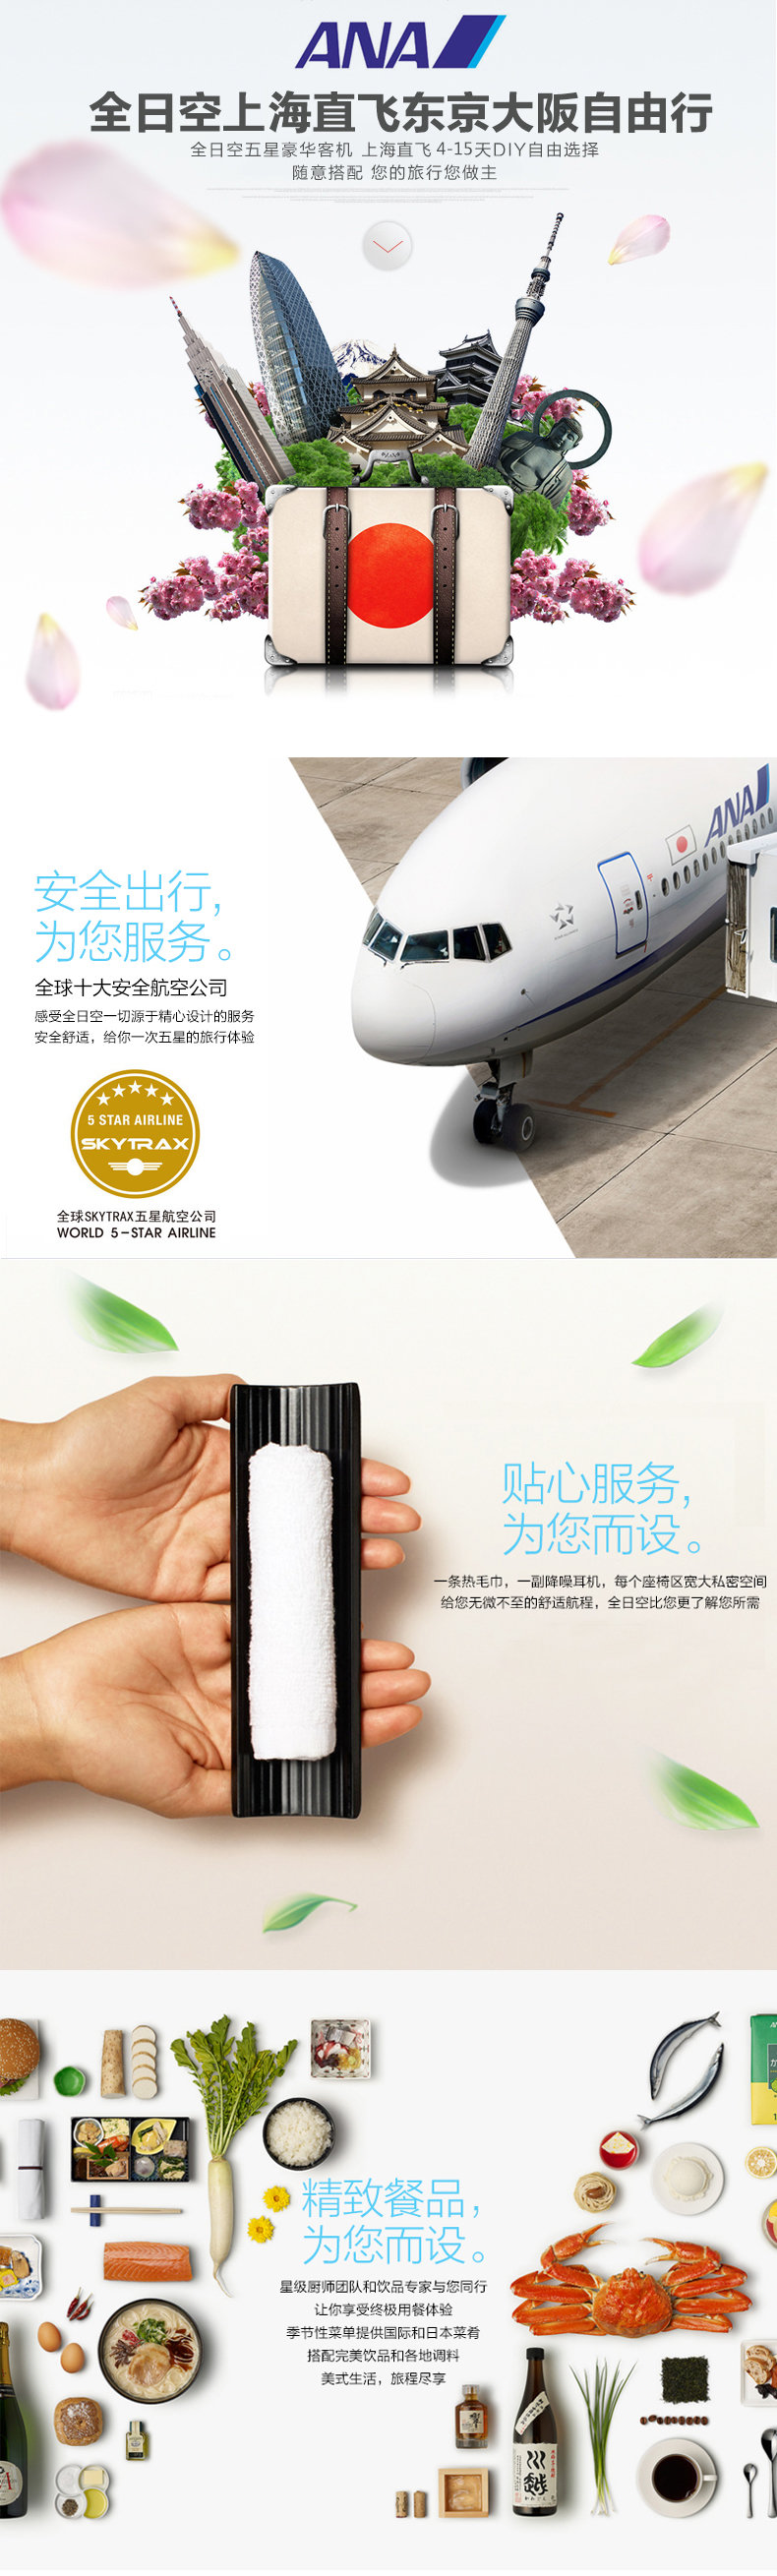 ANA
全日空上海直飞东京大阪自由行
全日空五星豪华客机 上海直飞 4-15天DIY自由选择
随意搭配 您的旅行您做主
ANA
安全出行，
为您服务。
全球十大安全航空公司
感受全日空一切源于精心设计的服务
安全舒适，给你一次五星的旅行体验
5 STAR AIRLINE
SKYTRAX
全球SKYTRAX五星航空公司
WORLD 5-STAR AIRLINE
贴心服务，
为您而设。
一条热毛巾，一副降噪耳机，每个座椅区宽大私密空间
给您无微不至的舒适航程，全日空比您更了解您所需
精致餐品，
为您而设。
星级厨师团队和饮品专家与您同行
让你享受终极用餐体验
季节性菜单提供国际和日本菜肴
搭配完美饮品和各地调料
美式生活，旅程尽享
川越